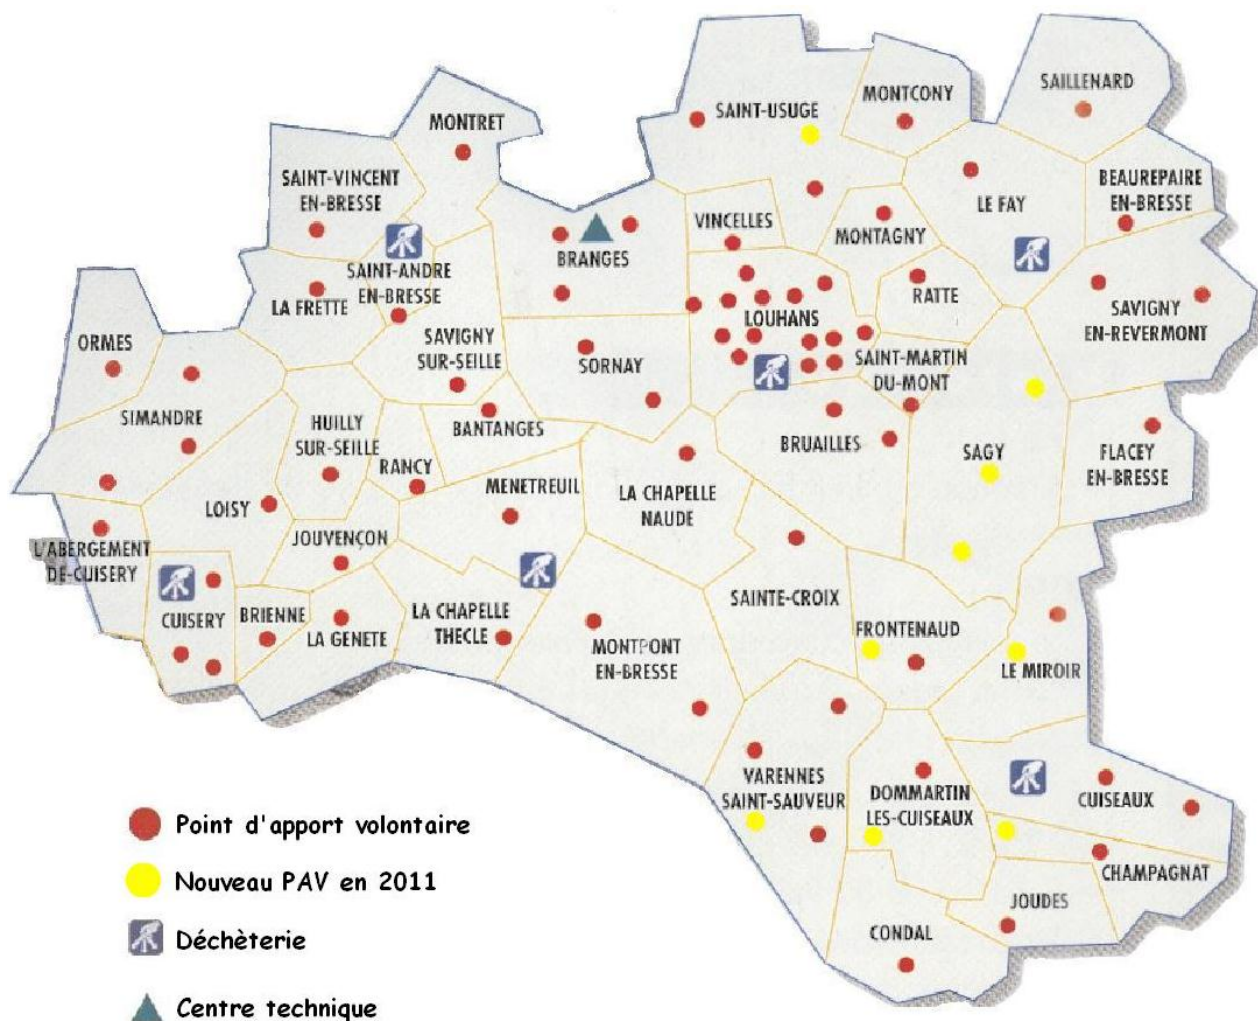 SAILLENARD
MONTCONY
SAINT-USUGE
MONTRET
SAINT-VINCENT
EN-BRESSE
BEAUREPAIRE
EN-BRESSE
LE FAY
VINCELLES
MONTAGNY
BRANGES
SAINT-ANDRE
EN-BRESSE
LA FRETTE
RATTE
SAVIGNY
EN-REVERMONT
LOUHANS
ORMES
SAVIGNY
SUR-SEILLE
SORNAY
SAINT-MARTIN
DU-MONT
SIMANDRE
HUILLY
SUR-SEILLE
BANTANGES
BRUAILLES
SAGY
FLACEY
EN-BRESSE
RANCY
MENETREUIL
LA CHAPELLE
NAUDE
LOISY
JOUVENÇON
L'ABERGEMENT
DE-CUISERY
SAINTE-CROIX
CUISERY
BRIENNE
LA GENETE
LA CHAPELLE
THECLE
MONTPONT
EN-BRESSE
FRONTENAUD
LE MIROIR
VARENNES
SAINT-SAUVEUR
DOMMARTIN
LES-CUISEAUX
CUISEAUX
CHAMPAGNAT
JOUDES
CONDAL
Point d'apport volontaire
Nouveau PAV en 2011
Déchèterie
Centre technique